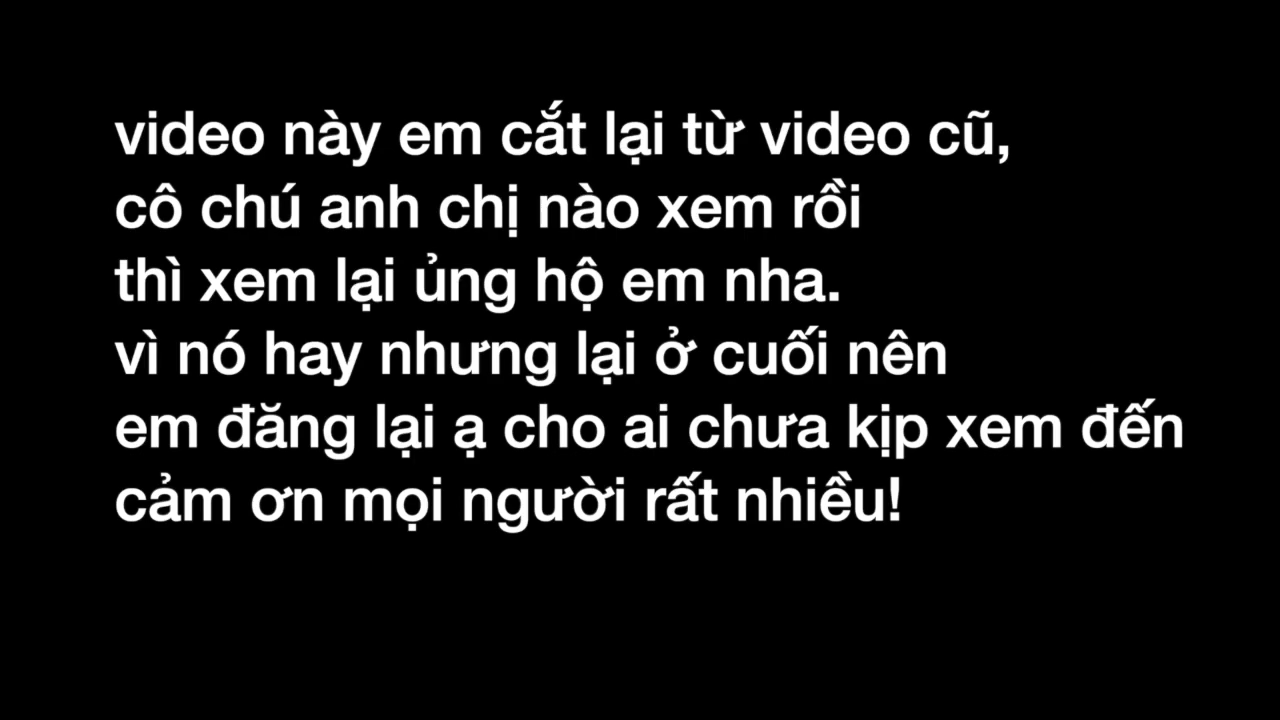 video này em cắt lại từ video cũ,
cô chú anh chị nào xem rồi
thì xem lại ủng hộ em nha.
vì nó hay nhưng lại ở cuối nên
em đăng lại ạ cho ai chưa kịp xem đến
cảm ơn mọi người rất nhiều!